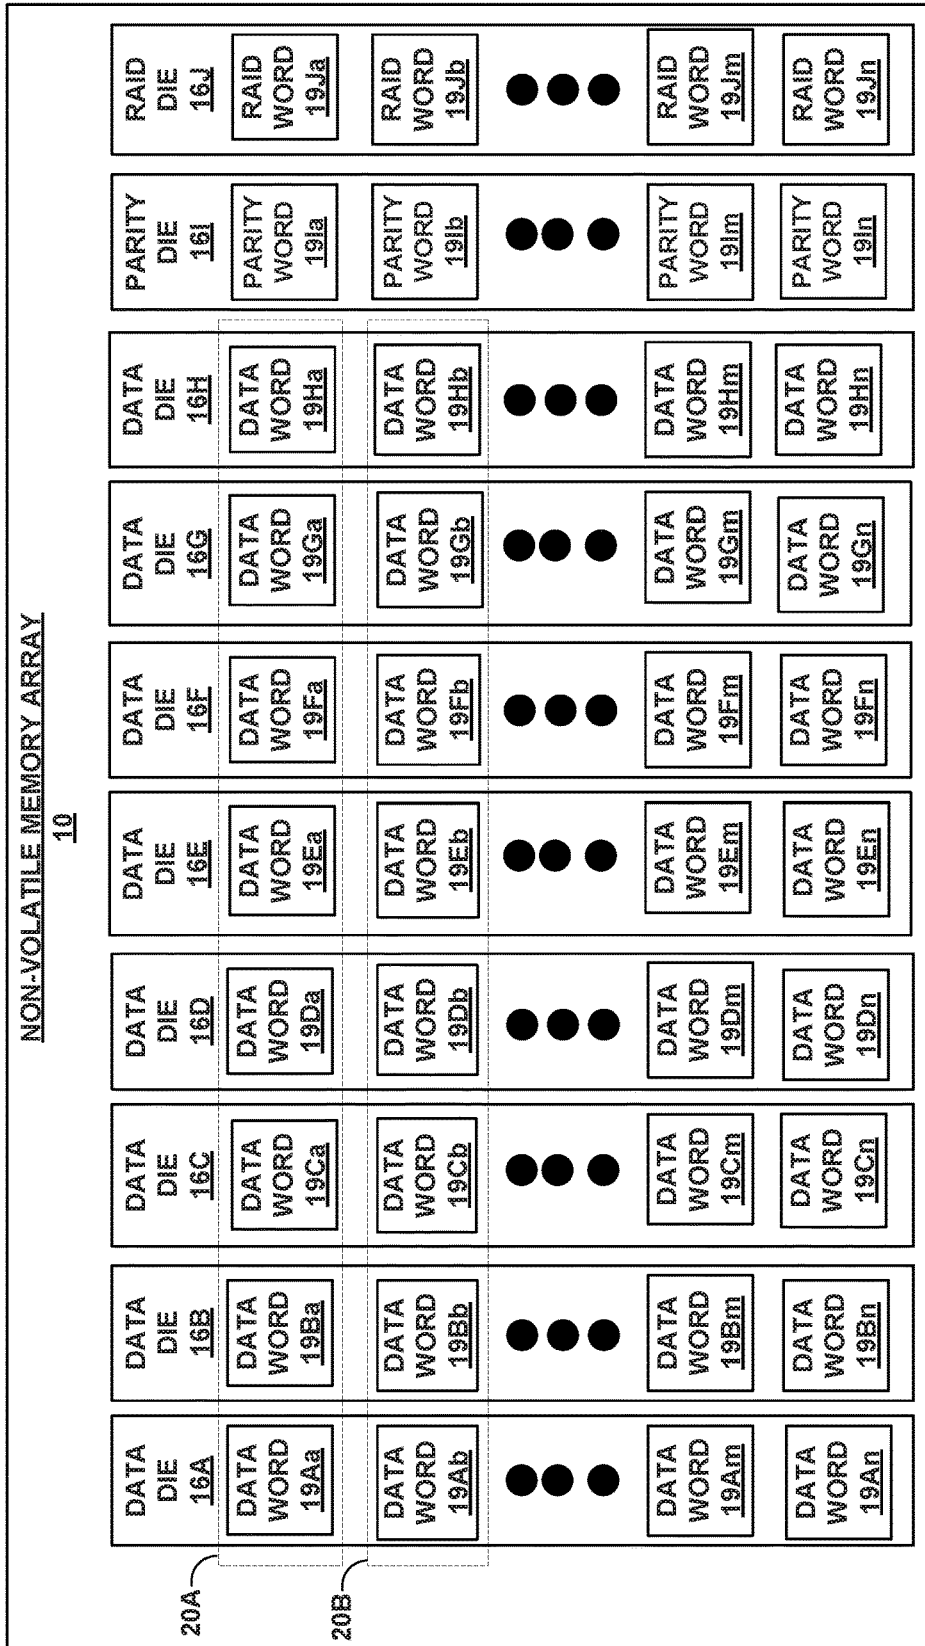 NON-VOLATILE MEMORY ARRAY
10
20A
20B
DATA
DIE
16A
DATA
WORD
19Aa
DATA
WORD
19Ab
DATA
WORD
19Am
DATA
WORD
19An
DATA
DIE
16B
DATA
WORD
19Ba
DATA
WORD
19Bb
DATA
WORD
19Bm
DATA
WORD
19Bn
DATA
DIE
16C
DATA
WORD
19Ca
DATA
WORD
19Cb
DATA
WORD
19Cm
DATA
WORD
19Cn
DATA
DIE
16D
DATA
WORD
19Da
DATA
WORD
19Db
DATA
WORD
19Dm
DATA
WORD
19Dn
DATA
DIE
16E
DATA
WORD
19Ea
DATA
WORD
19Eb
DATA
WORD
19Em
DATA
WORD
19En
DATA
DIE
16F
DATA
WORD
19Fa
DATA
WORD
19Fb
DATA
WORD
19Fm
DATA
WORD
19Fn
DATA
DIE
16G
DATA
WORD
19Ga
DATA
WORD
19Gb
DATA
WORD
19Gm
DATA
WORD
19Gn
DATA
DIE
16H
DATA
WORD
19Ha
DATA
WORD
19Hb
DATA
WORD
19Hm
DATA
WORD
19Hn
PARITY
DIE
16I
PARITY
WORD
19Ia
PARITY
WORD
19Ib
PARITY
WORD
19Im
PARITY
WORD
19In
RAID
DIE
16J
RAID
WORD
19Ja
RAID
WORD
19Jb
RAID
WORD
19Jm
RAID
WORD
19Jn